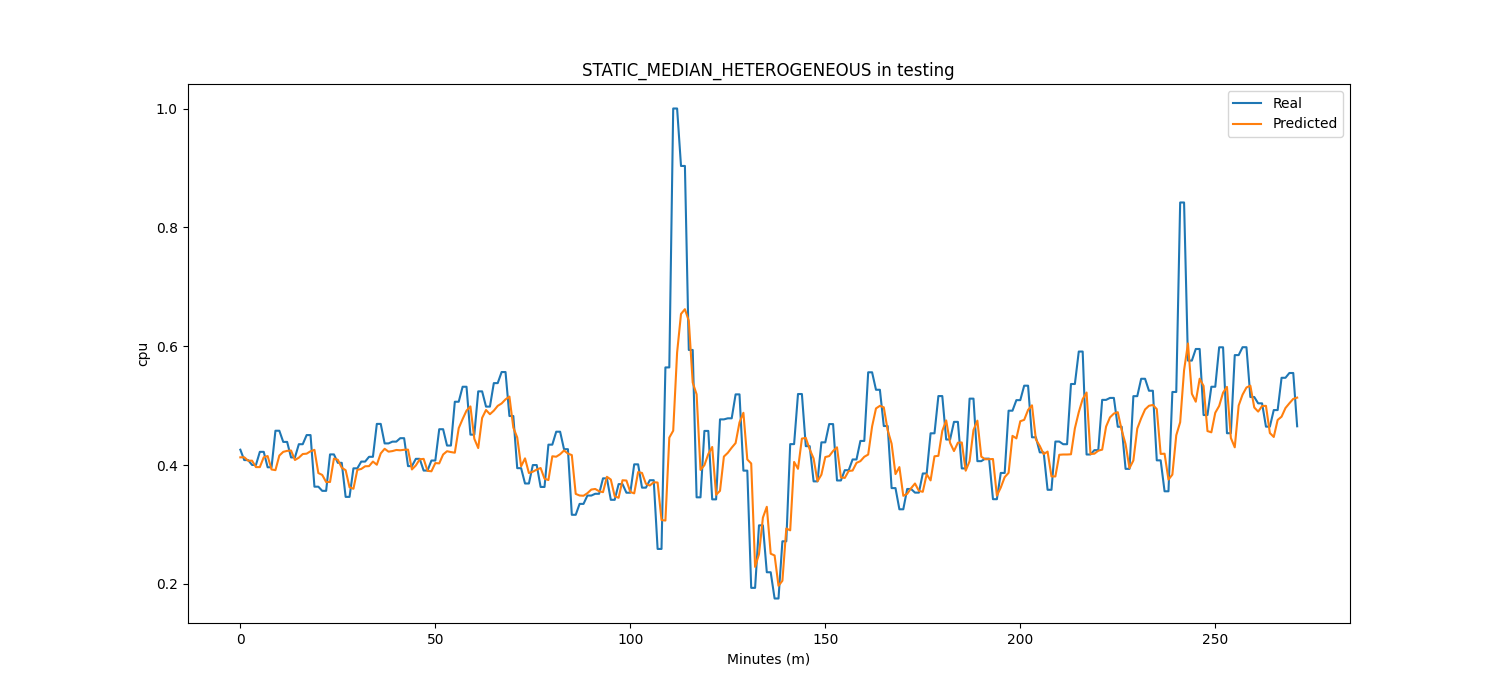 STATIC_MEDIAN_HETEROGENEOUS in testing
Real
Predicted
1.0
0.8
0.6
0.4
0.2
cpu
0 50 100 150 200 250
Minutes (m)